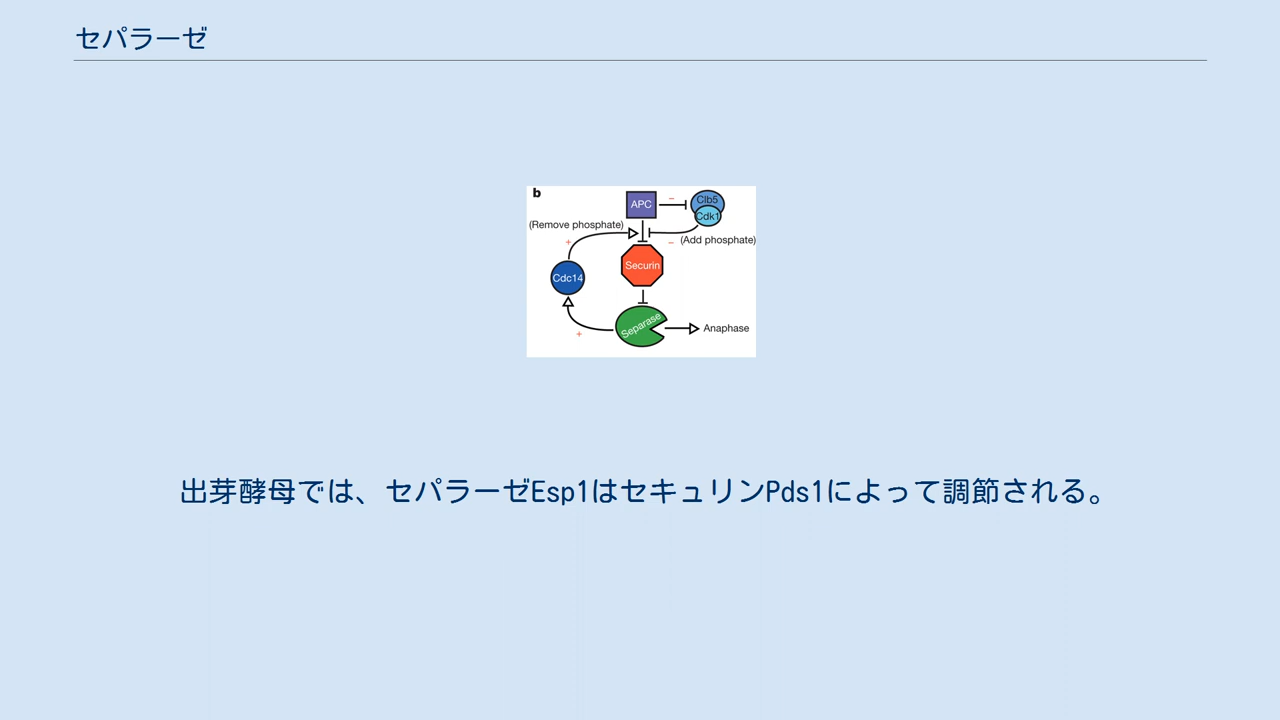 セパラーゼ
b
APC
−
Clb5
Cdk1
(Remove phosphate)
+
−
(Add phosphate)
Securin
Cdc14
Separase
+
Anaphase
出芽酵母では、セパラーゼEsp1はセキュリンPds1によって調節される。